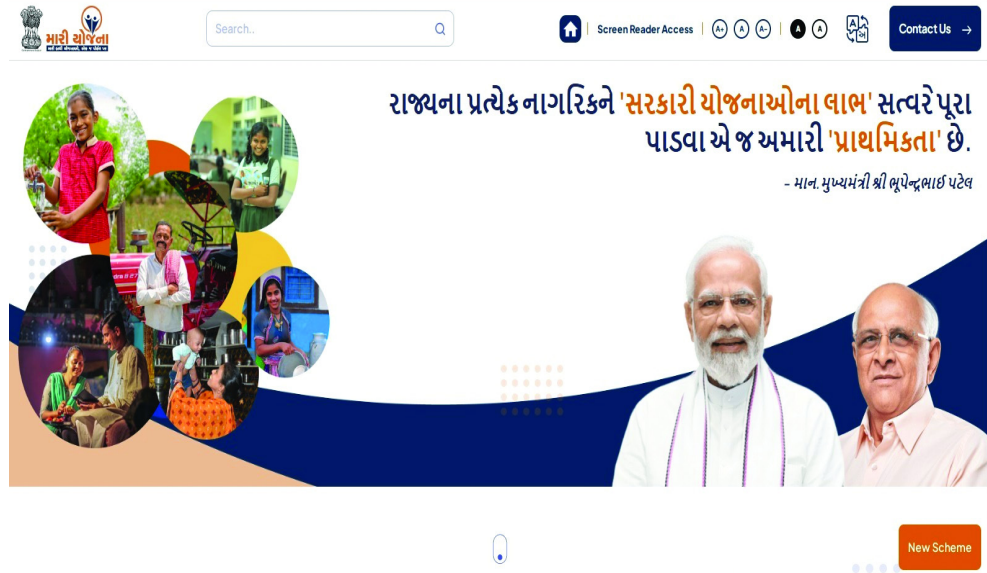 મારી યોજના
Search..
Screen Reader Access
A+ A A-
A A
A અ
Contact Us →
રાજ્યના પ્રત્યેક નાગરિકને 'સરકારી યોજનાઓના લાભ' સત્વરે પૂરા
પાડવા એ જ અમારી 'પ્રાથમિકતા' છે.
- માન. મુખ્યમંત્રી શ્રી ભૂપેન્દ્રભાઈ પટેલ
New Scheme